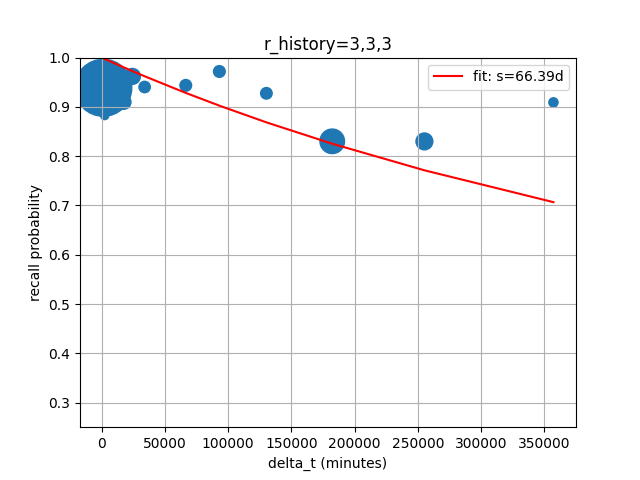 r_history=3,3,3
fit: s=66.39d
recall probability
1.0
0.9
0.8
0.7
0.6
0.5
0.4
0.3
0 50000 100000 150000 200000 250000 300000 350000
delta_t (minutes)